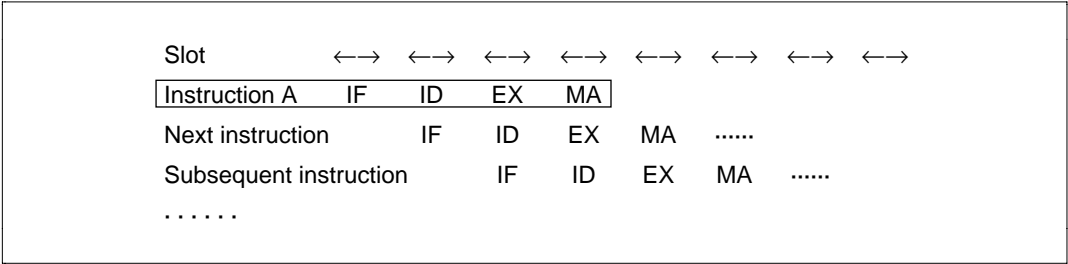 Slot ←→ ←→ ←→ ←→ ←→ ←→ ←→ ←→
Instruction A IF ID EX MA
Next instruction IF ID EX MA ······
Subsequent instruction IF ID EX MA ······
. . . . . .